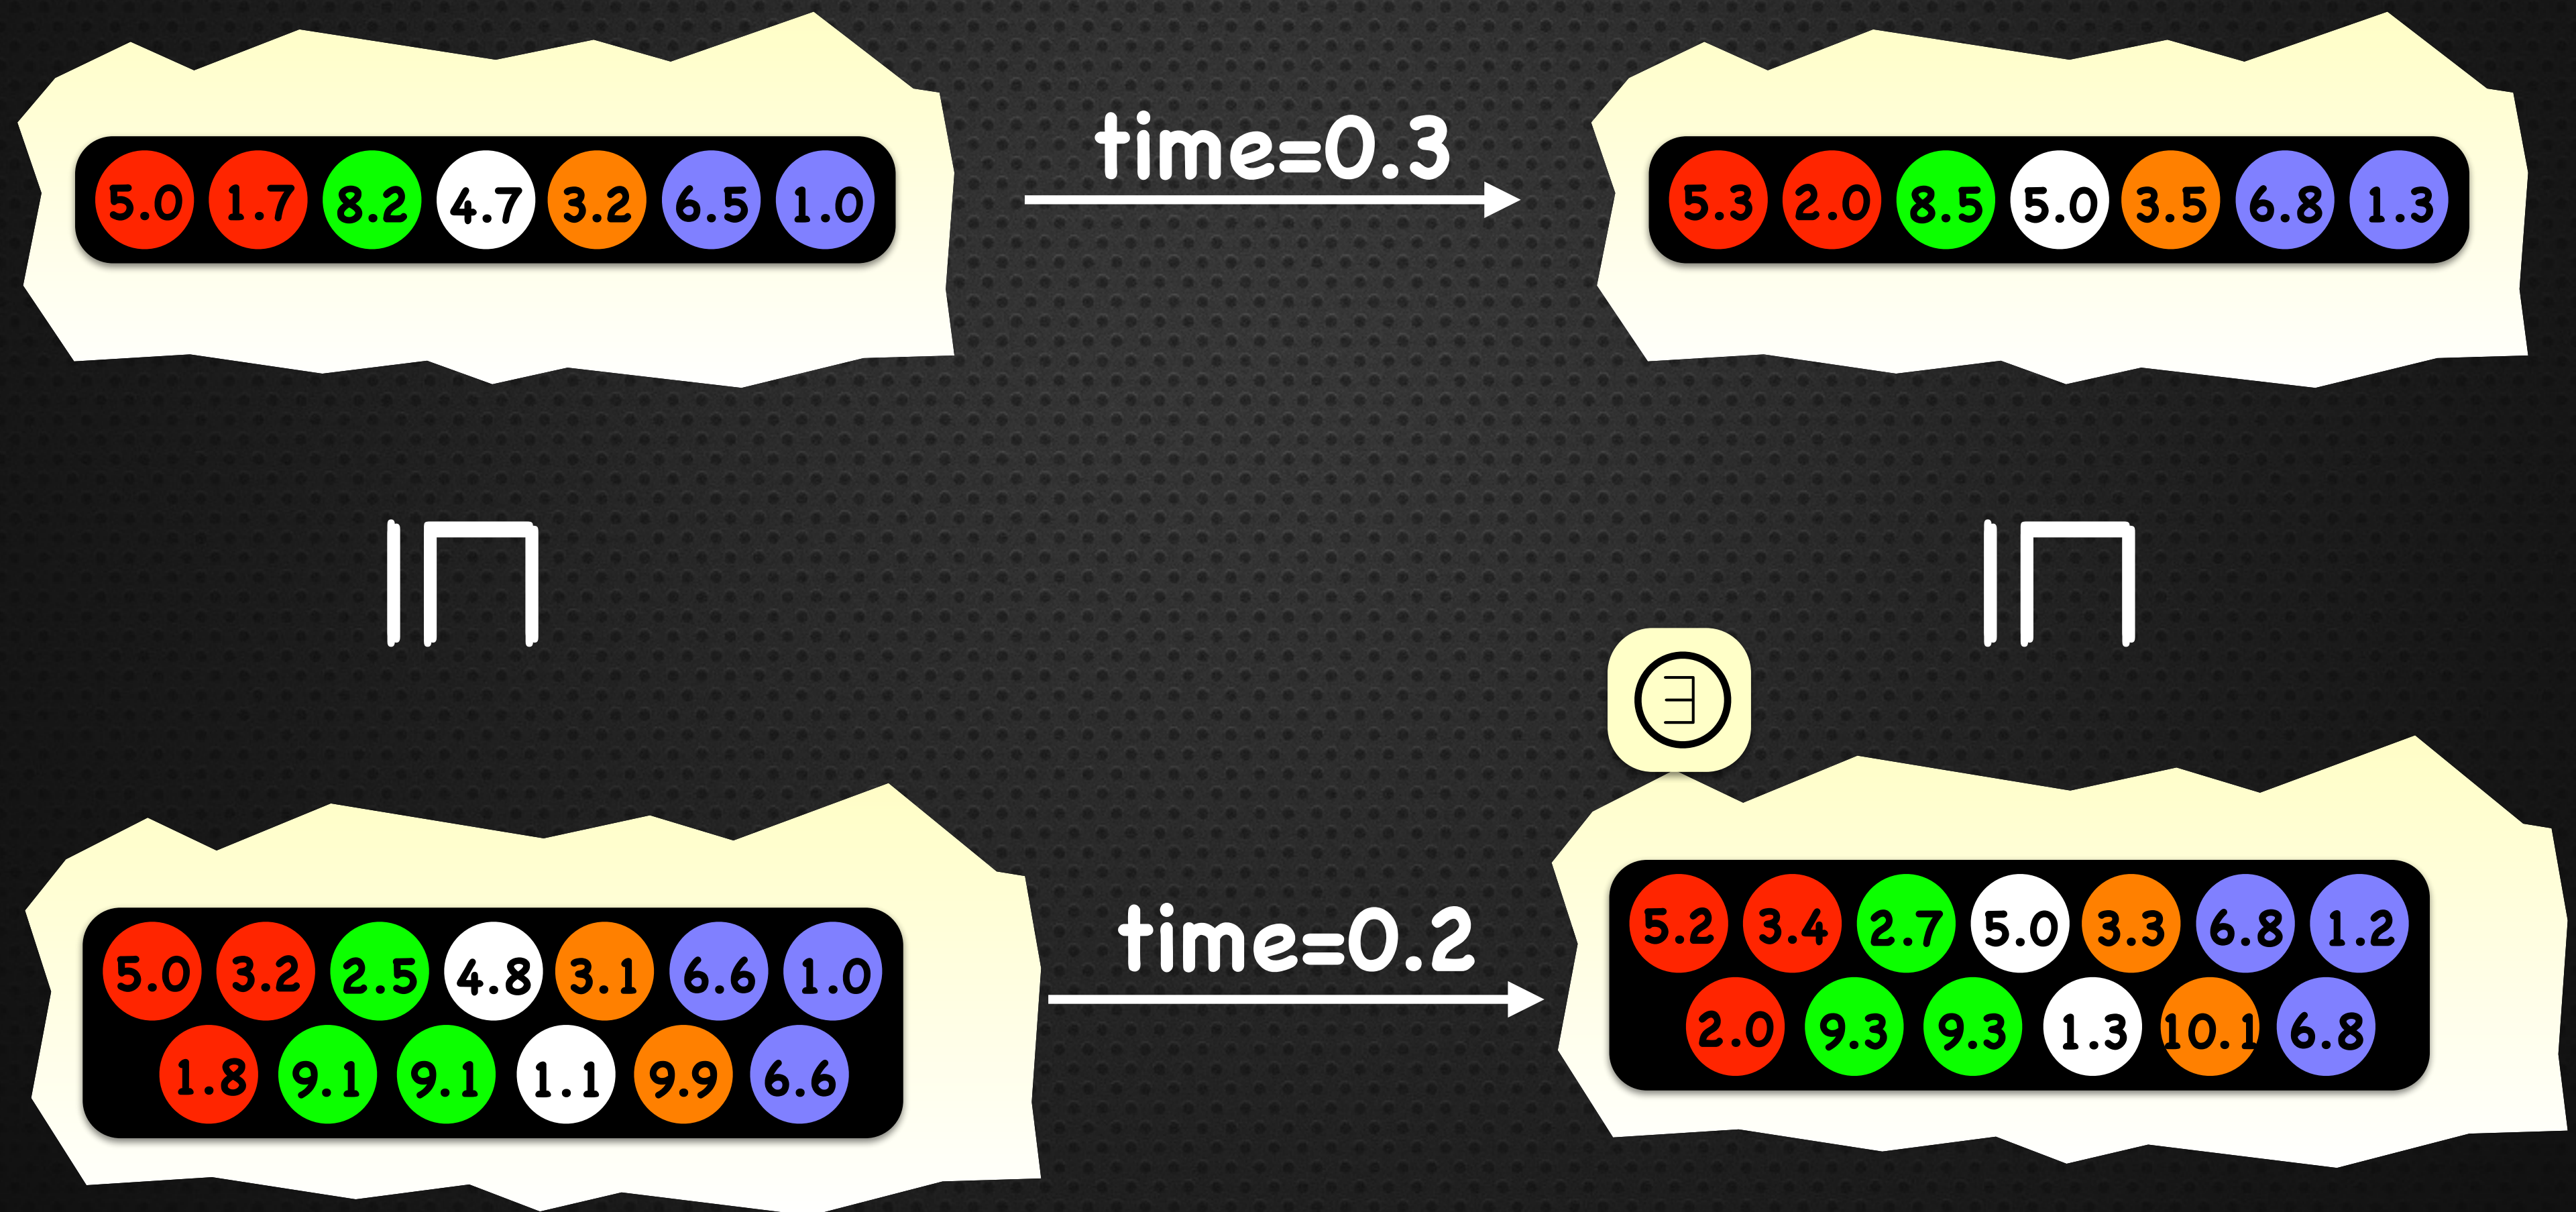 5.0 1.7 8.2 4.7 3.2 6.5 1.0
time=0.3
5.3 2.0 8.5 5.0 3.5 6.8 1.3
⊑
⊑
∃
5.0 3.2 2.5 4.8 3.1 6.6 1.0
1.8 9.1 9.1 1.1 9.9 6.6
time=0.2
5.2 3.4 2.7 5.0 3.3 6.8 1.2
2.0 9.3 9.3 1.3 10.1 6.8